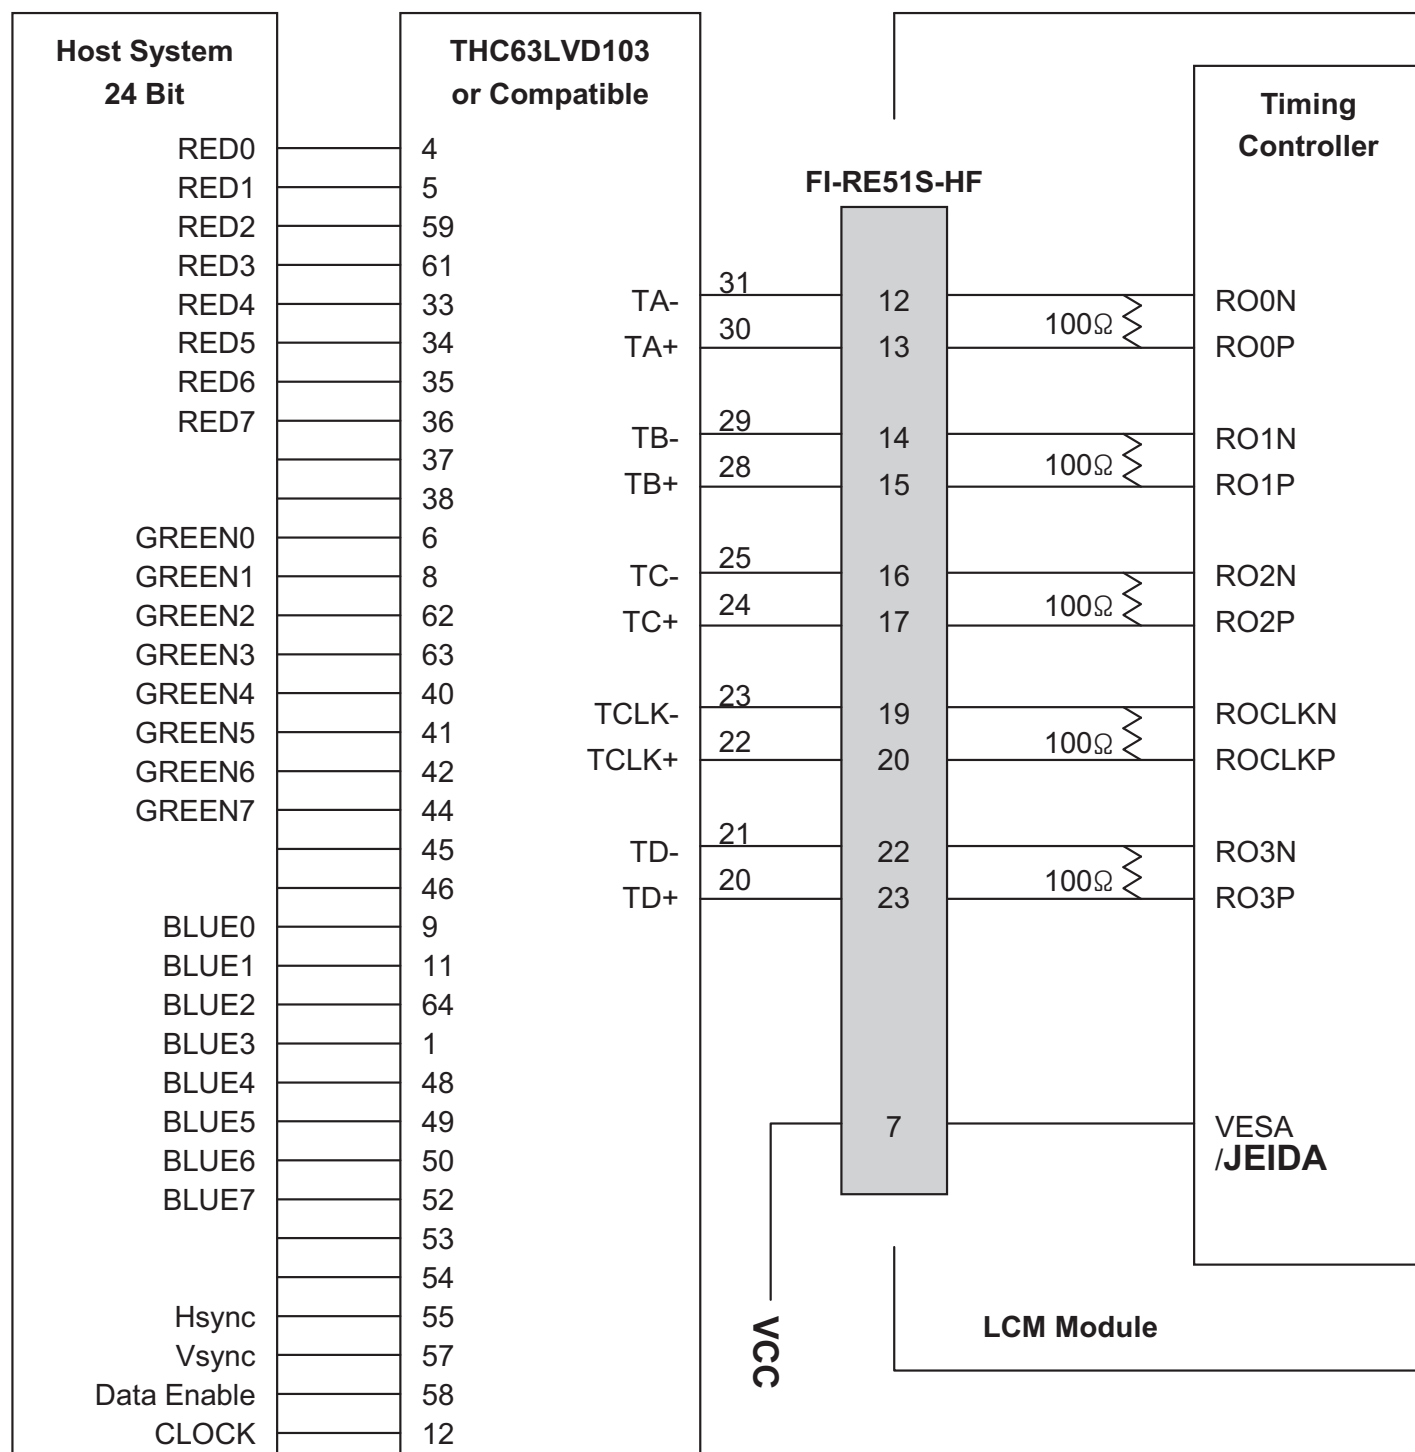 Host System
24 Bit
THC63LVD103
or Compatible
Timing
Controller
FI-RE51S-HF
RED0 4
RED1 5
RED2 59
RED3 61
RED4 33
RED5 34
RED6 35
RED7 36
37
38
GREEN0 6
GREEN1 8
GREEN2 62
GREEN3 63
GREEN4 40
GREEN5 41
GREEN6 42
GREEN7 44
45
46
BLUE0 9
BLUE1 11
BLUE2 64
BLUE3 1
BLUE4 48
BLUE5 49
BLUE6 50
BLUE7 52
53
54
Hsync 55
Vsync 57
Data Enable 58
CLOCK 12
TA- 31 12 RO0N
100Ω
TA+ 30 13 RO0P
TB- 29 14 RO1N
100Ω
TB+ 28 15 RO1P
TC- 25 16 RO2N
100Ω
TC+ 24 17 RO2P
TCLK- 23 19 ROCLKN
100Ω
TCLK+ 22 20 ROCLKP
TD- 21 22 RO3N
100Ω
TD+ 20 23 RO3P
7 VESA
/JEIDA
VCC
LCM Module